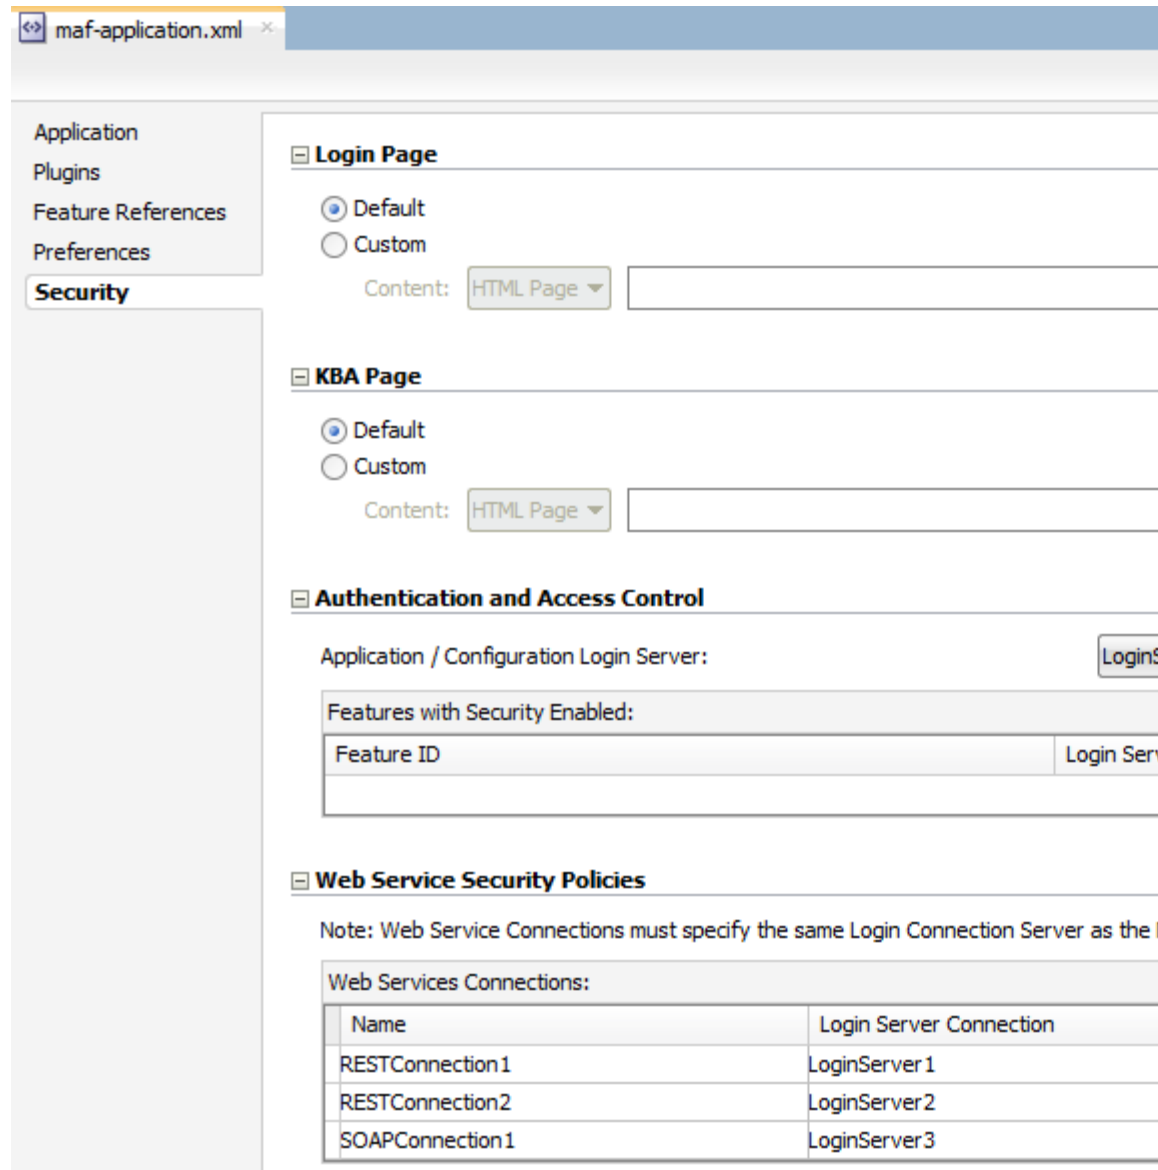 maf-application.xml
Application
Plugins
Feature References
Preferences
Security
Login Page
Default
Custom
Content: HTML Page
KBA Page
Default
Custom
Content: HTML Page
Authentication and Access Control
Application / Configuration Login Server:
Features with Security Enabled:
Feature ID Login
Web Service Security Policies
Note: Web Service Connections must specify the same Login Connection Server as the
Web Services Connections:
Name Login Server Connection
RESTConnection1 LoginServer1
RESTConnection2 LoginServer2
SOAPConnection1 LoginServer3